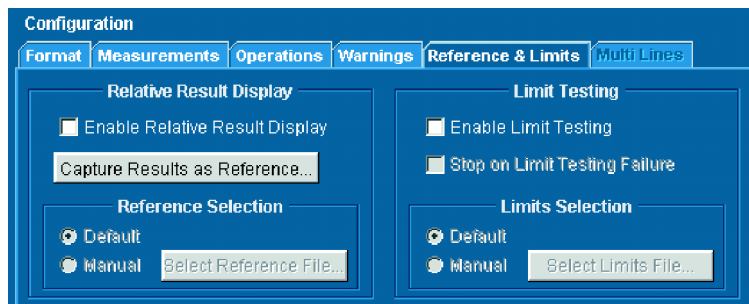 Configuration
Format Measurements Operations Warnings Reference & Limits Multi Lines
Relative Result Display
Enable Relative Result Display
Capture Results as Reference...
Reference Selection
Default
Manual Select Reference File...
Limit Testing
Enable Limit Testing
Stop on Limit Testing Failure
Limits Selection
Default
Manual Select Limits File...